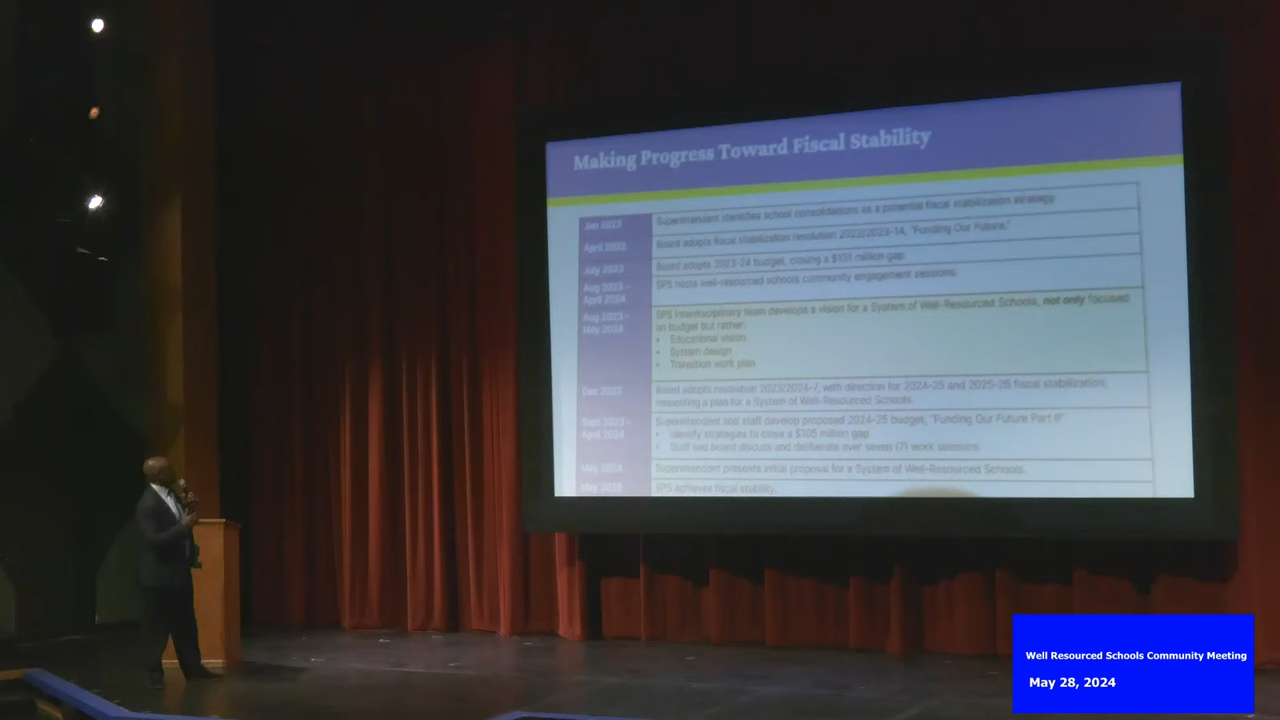 Making Progress Toward Fiscal Stability
Jan 2023
Superintendent identifies school consolidations as a potential fiscal stabilization strategy
April 2023
Board adopts fiscal stabilization resolution 2022/2023-14, "Funding Our Future."
July 2023
Board adopts 2023-24 budget, closing a $131 million gap
Aug 2023 -
April 2024
SPS hosts well-resourced schools community engagement sessions.
Aug 2023 -
May 2024
SPS interdisciplinary team develops a vision for a System of Well-Resourced Schools, not only focused
on budget but rather:
• Educational vision
• System design
• Transition work plan
Dec 2023
Board adopts resolution 2023/2024-7, with direction for 2024-25 and 2025-26 fiscal stabilization,
requesting a plan for a System of Well-Resourced Schools.
Sept 2023 -
April 2024
Superintendent and staff develop proposed 2024-25 budget, "Funding Our Future Part II"
• Identify strategies to close a $105 million gap
• Staff and board discuss and deliberate over seven (7) work sessions
May 2024
Superintendent presents initial proposal for a System of Well-Resourced Schools.
May 2025
SPS achieves fiscal stability.
Well Resourced Schools Community Meeting
May 28, 2024